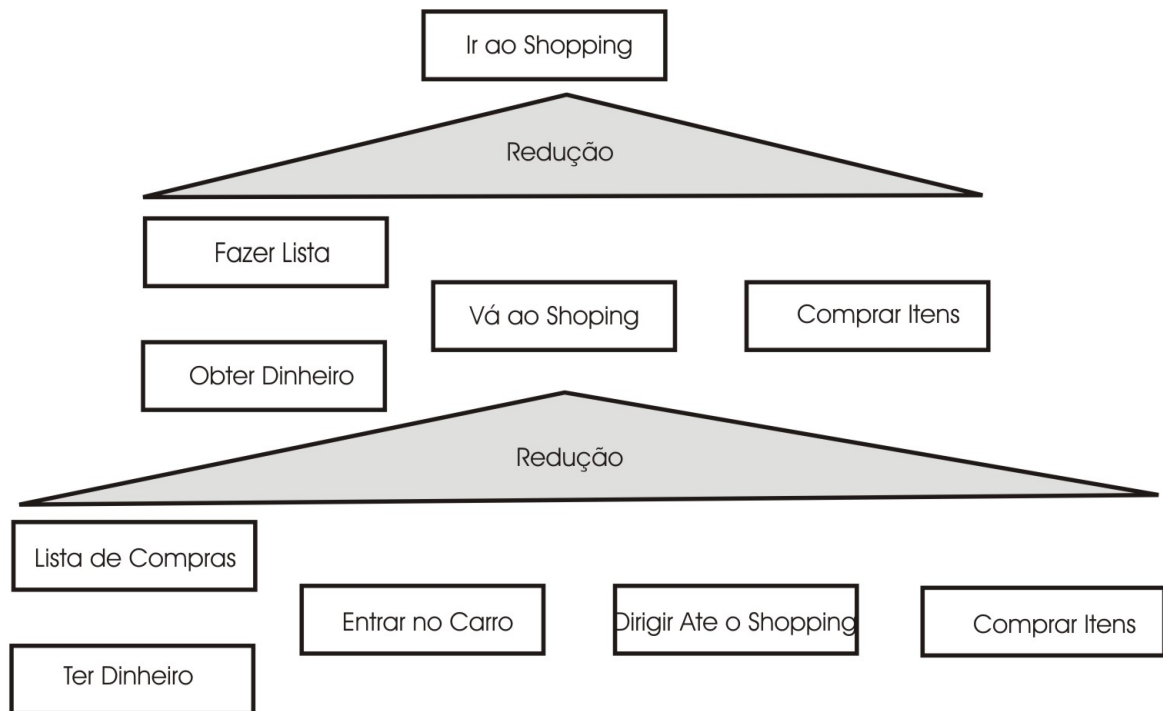 Ir ao Shopping
Redução
Fazer Lista
Vá ao Shoping
Comprar Itens
Obter Dinheiro
Redução
Lista de Compras
Entrar no Carro
Dirigir Ate o Shopping
Comprar Itens
Ter Dinheiro